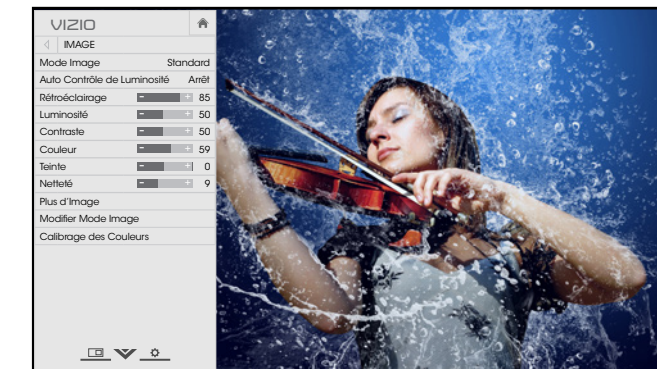 VIZIO
IMAGE
Mode Image Standard
Auto Contrôle de Luminosité Arrêt
Rétroéclairage - + 85
Luminosité - + 50
Contraste - + 50
Couleur - + 59
Teinte - + 0
Netteté - + 9
Plus d'Image
Modifier Mode Image
Calibrage des Couleurs